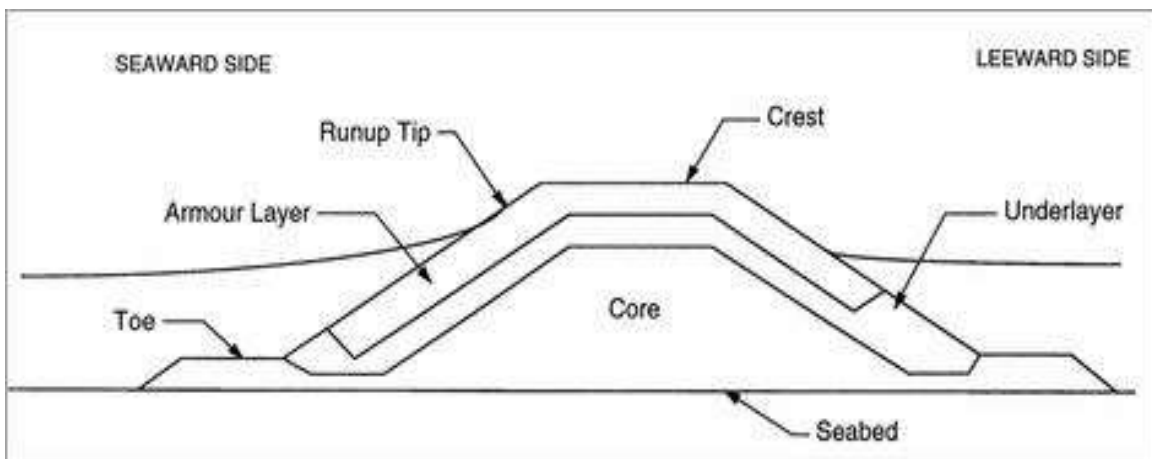 SEAWARD SIDE
LEEWARD SIDE
Crest
Runup Tip
Armour Layer
Underlayer
Toe
Core
Seabed